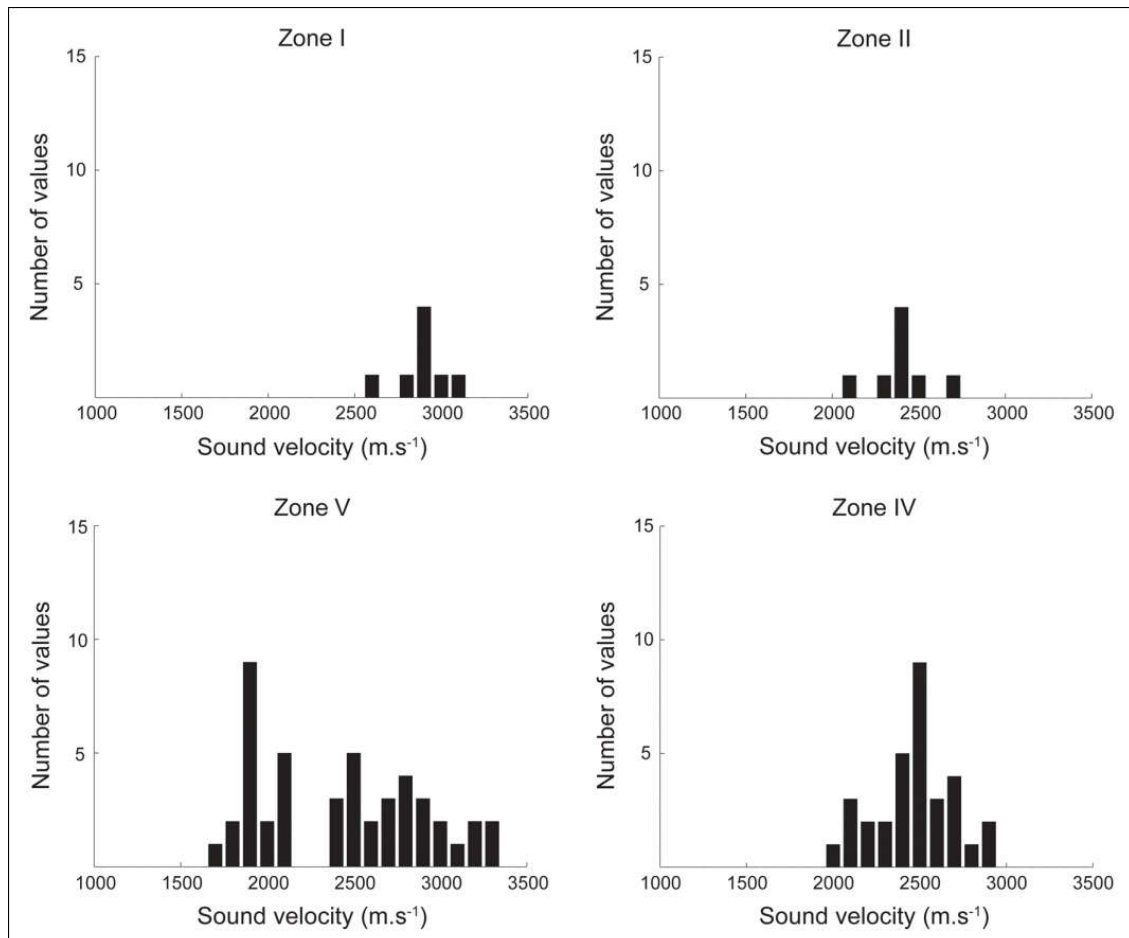 Zone I
15
10
5
Number of values
1000 1500 2000 2500 3000 3500
Sound velocity (m.s⁻¹)
Zone II
15
10
5
Number of values
1000 1500 2000 2500 3000 3500
Sound velocity (m.s⁻¹)
Zone V
15
10
5
Number of values
1000 1500 2000 2500 3000 3500
Sound velocity (m.s⁻¹)
Zone IV
15
10
5
Number of values
1000 1500 2000 2500 3000 3500
Sound velocity (m.s⁻¹)